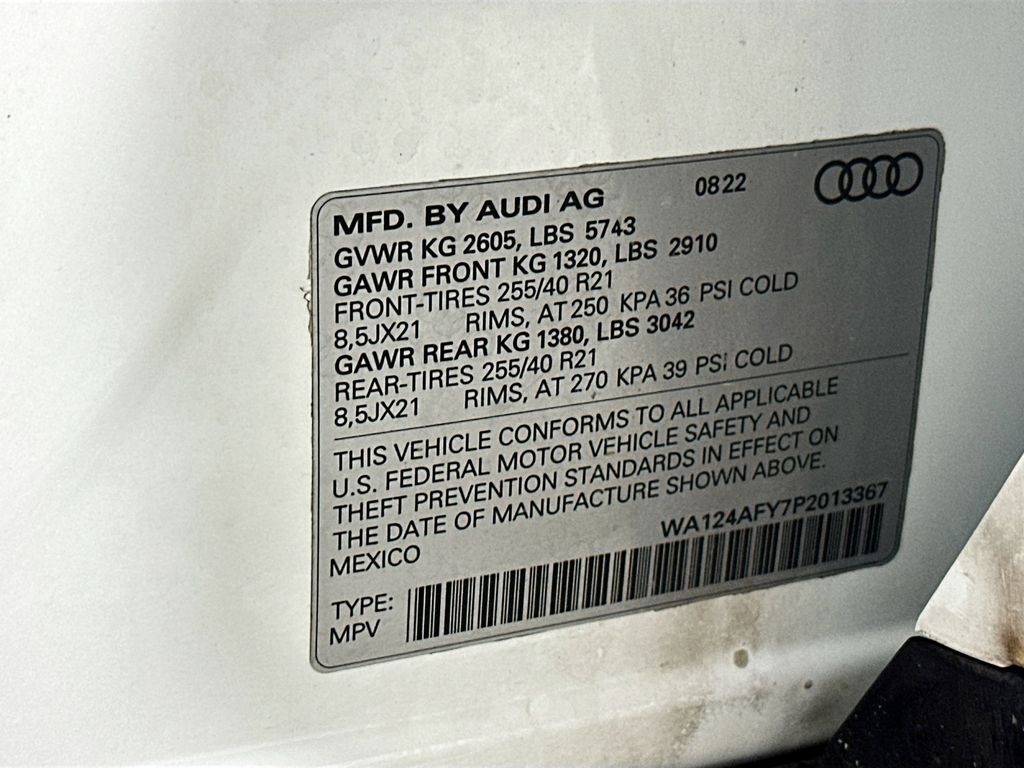 MFD. BY AUDI AG 0822
GVWR KG 2605, LBS 5743
GAWR FRONT KG 1320, LBS 2910
FRONT-TIRES 255/40 R21
8,5JX21 RIMS, AT 250 KPA 36 PSI COLD
GAWR REAR KG 1380, LBS 3042
REAR-TIRES 255/40 R21
8,5JX21 RIMS, AT 270 KPA 39 PSI COLD
THIS VEHICLE CONFORMS TO ALL APPLICABLE
U.S. FEDERAL MOTOR VEHICLE SAFETY AND
THEFT PREVENTION STANDARDS IN EFFECT ON
THE DATE OF MANUFACTURE SHOWN ABOVE.
MEXICO WA124AFY7P2013367
TYPE:
MPV